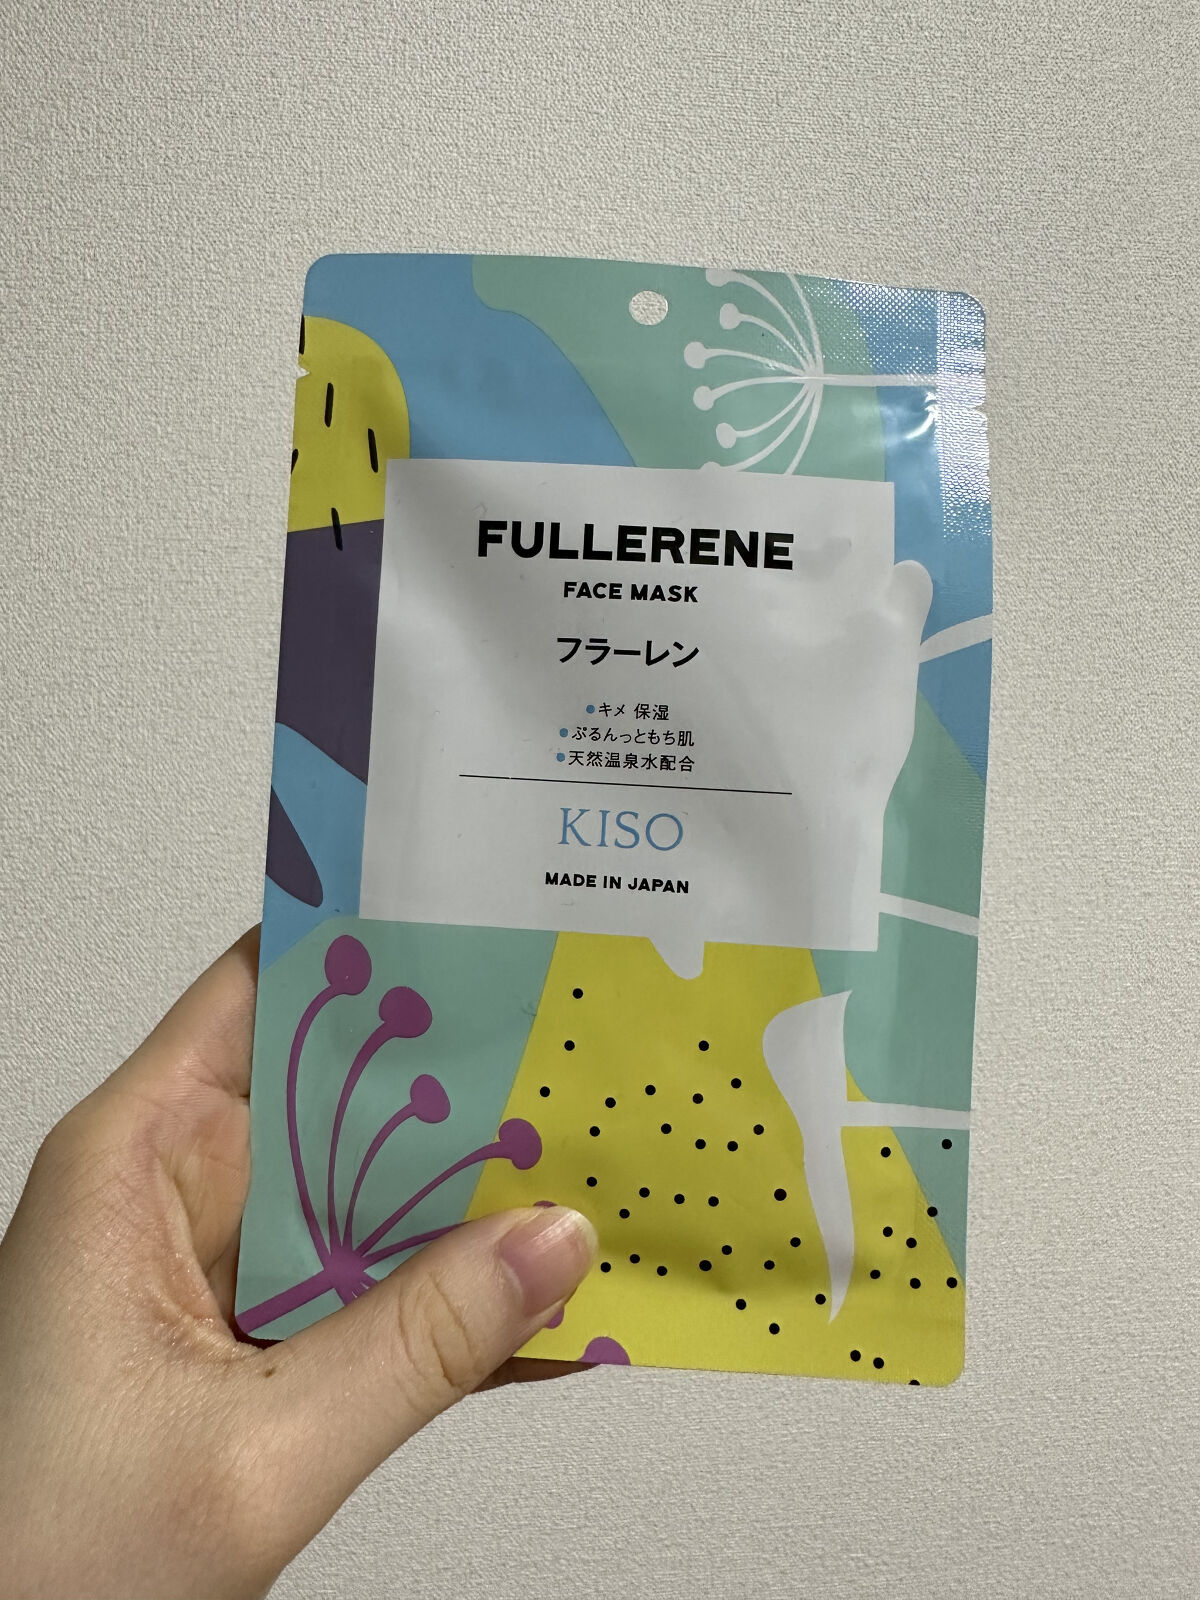 FULLERENE
FACE MASK
フラーレン
●キメ 保湿
●ぷるんっともち肌
●天然温泉水配合
KISO
MADE IN JAPAN